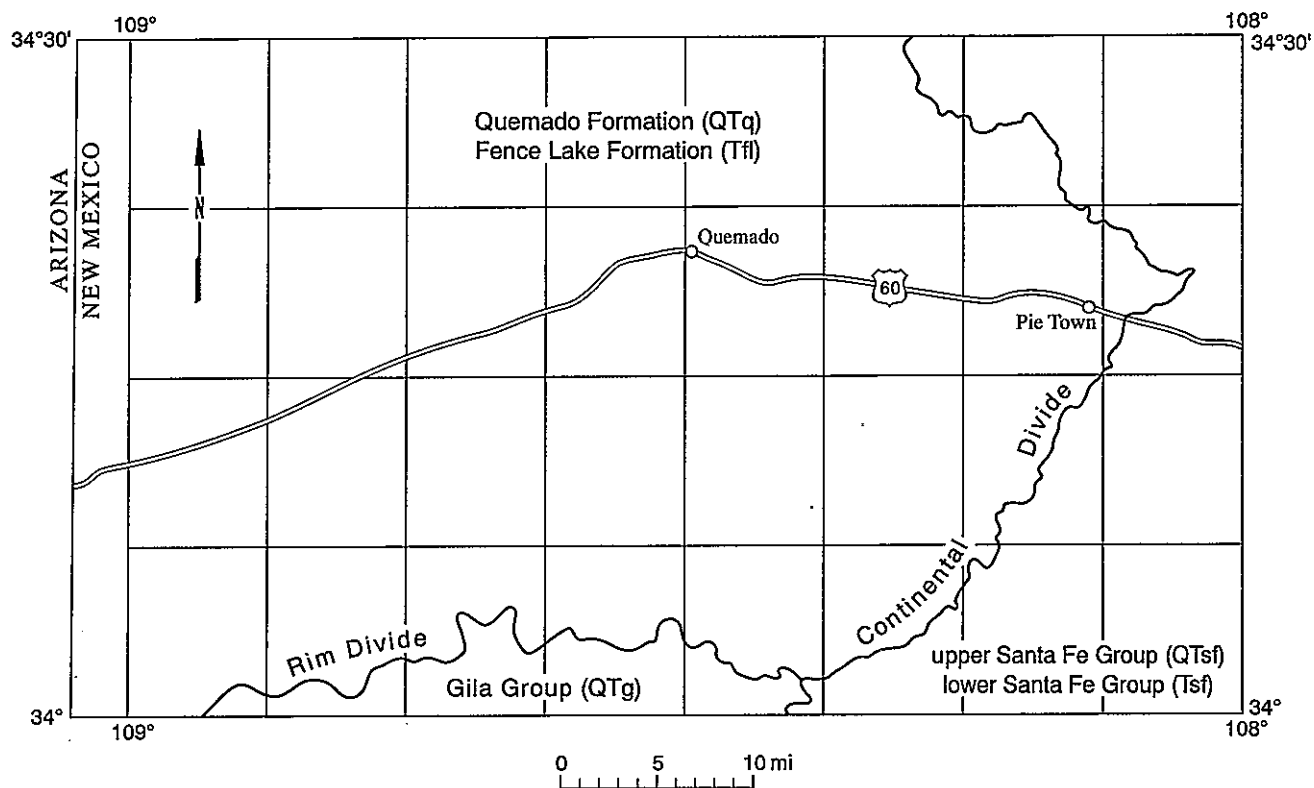 109°
108°
34°30'
34°30'
Quemado Formation (QTq)
Fence Lake Formation (Tfl)
ARIZONA
NEW MEXICO
N
Quemado
60
Pie Town
Continental Divide
Rim Divide
Gila Group (QTg)
upper Santa Fe Group (QTsf)
lower Santa Fe Group (Tsf)
34°
34°
109°
108°
0 5 10 mi